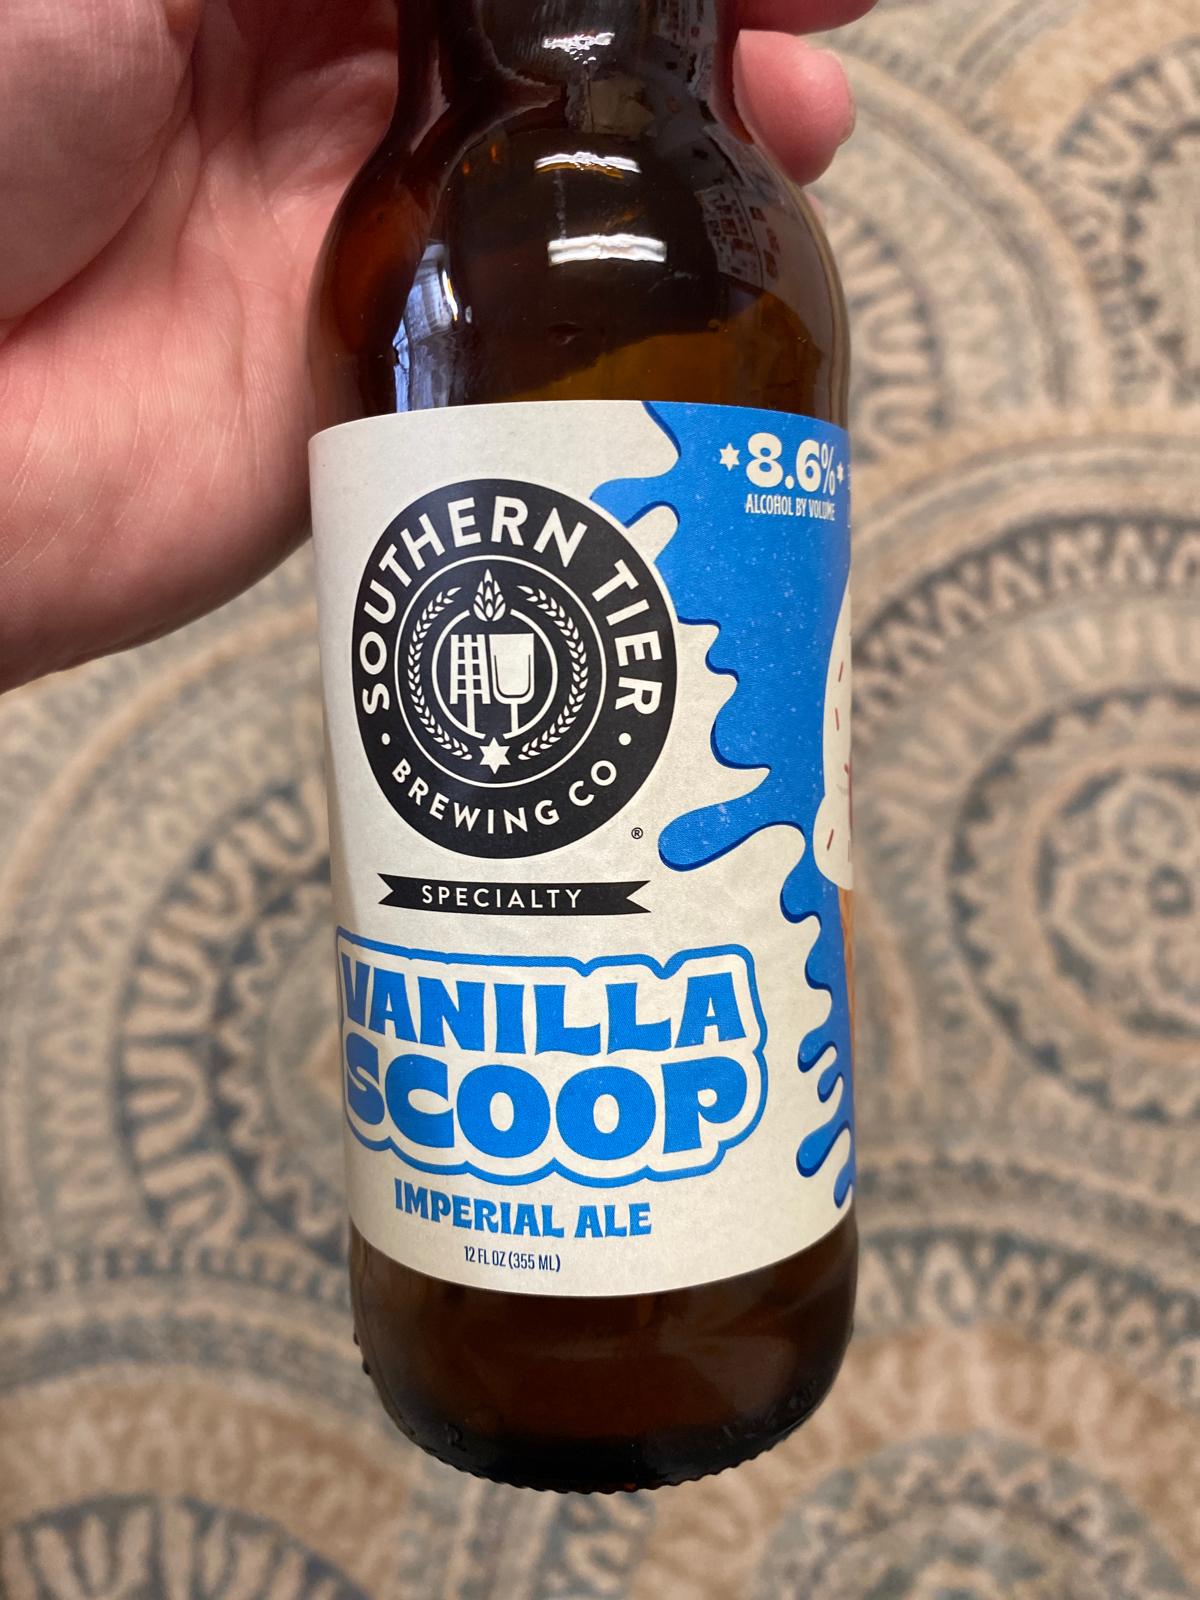 8.6%
ALCOHOL BY VOLUME
SOUTHERN TIER
BREWING CO
®
SPECIALTY
VANILLA
SCOOP
IMPERIAL ALE
12 FL OZ (355 ML)